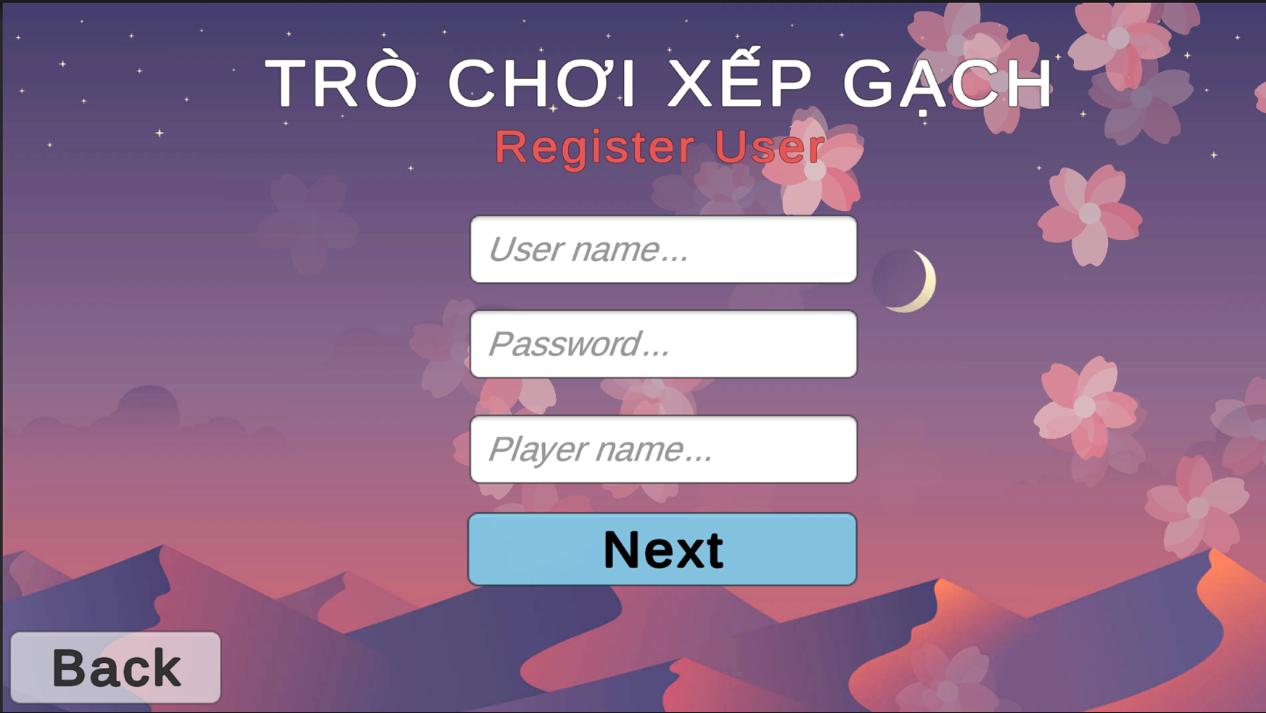 TRÒ CHƠI XẾP GẠCH
Register User
User name...
Password...
Player name...
Next
Back